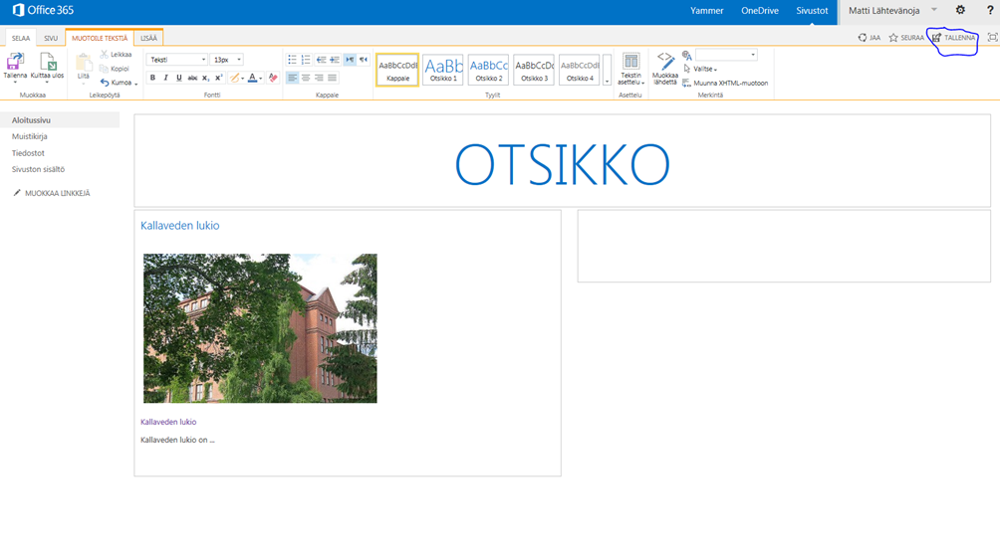 Office 365 Yammer OneDrive Sivustot Matti Lähtevänoja ?
SELAA SIVU MUOTOILE TEKSTIÄ LISÄÄ JAA SEURAA TALLENNA
Tallenna Kuittaa ulos
Muokkaa
Liitä Leikkaa
Kopioi
Kumoa
Leikepöytä
Teksti 13px
B I U abc x₂ x² A
Fontti
Kappale
AaBbCcDdI AaBb AaBbCc AaBbCcDc AaBbCcDdI
Kappale Otsikko 1 Otsikko 2 Otsikko 3 Otsikko 4
Tyylit
Tekstin asettelu
Asettelu
Muokkaa lähdettä
Valitse
Muunna XHTML-muotoon
Merkintä
Aloitussivu
Muistikirja
Tiedostot
Sivuston sisältö
MUOKKAA LINKKEJÄ
OTSIKKO
Kallaveden lukio
Kallaveden lukio
Kallaveden lukio on ...